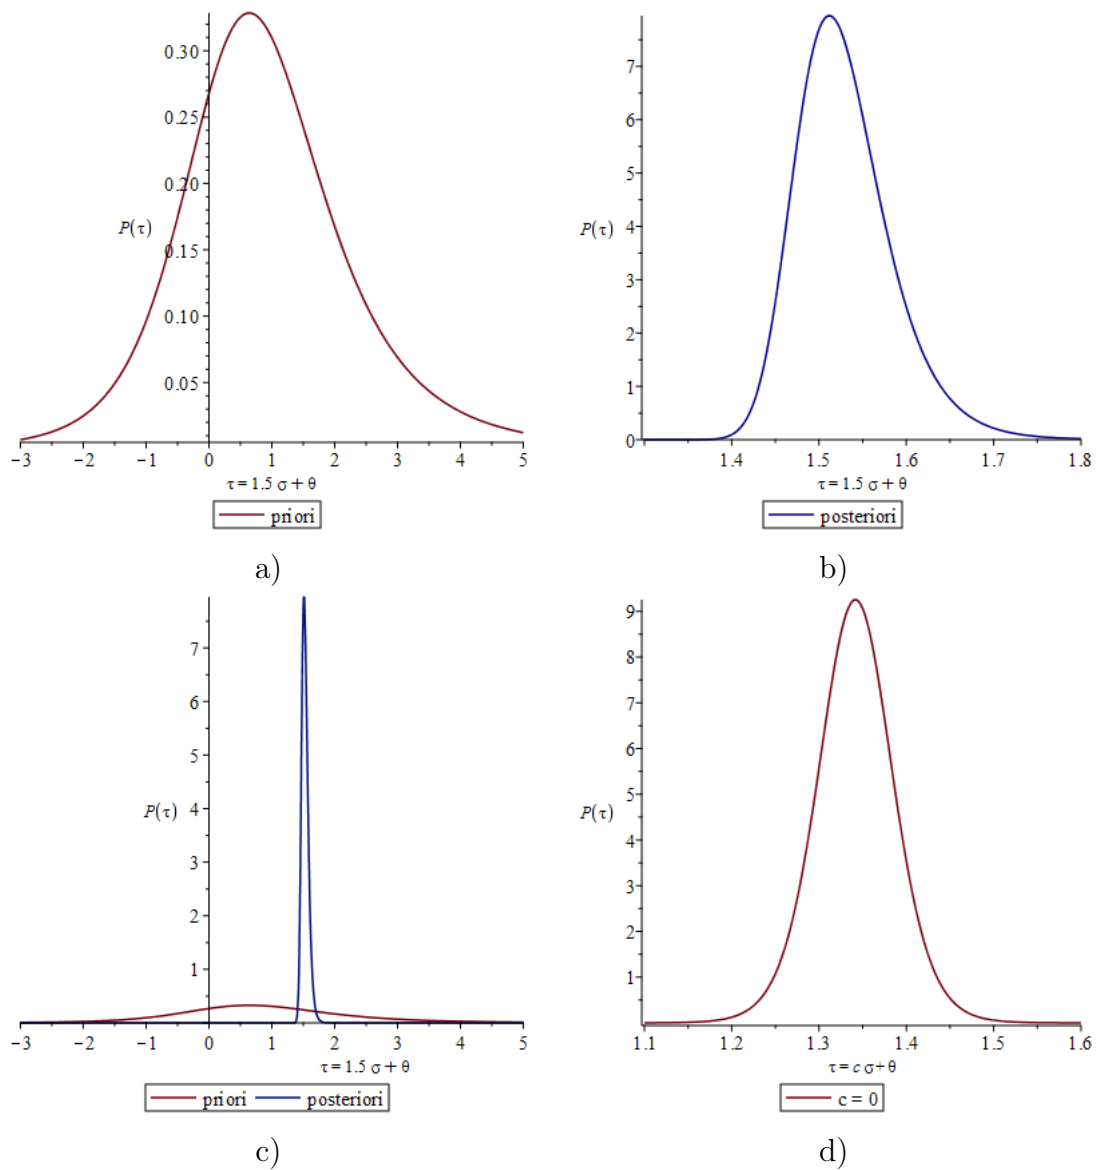 0.30
0.25
0.20
P(τ)
0.15
0.10
0.05
−3 −2 −1 0 1 2 3 4 5
τ = 1.5 σ + θ
priori
a)
7
6
5
4
P(τ)
3
2
1
0
1.4 1.5 1.6 1.7 1.8
τ = 1.5 σ + θ
posteriori
b)
7
6
5
4
P(τ)
3
2
1
−3 −2 −1 0 1 2 3 4 5
τ = 1.5 σ + θ
priori posteriori
c)
9
8
7
6
5
P(τ)
4
3
2
1
1.1 1.2 1.3 1.4 1.5 1.6
τ = c σ + θ
c = 0
d)